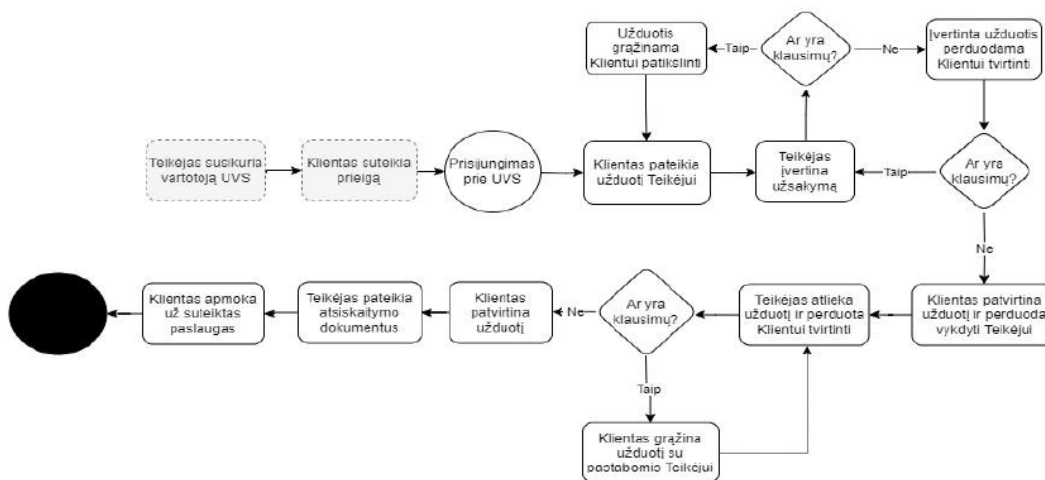 Užduotis
grąžinama
Klientui patikslinti
Taip
Ar yra
klausimų?
Ne
Įvertinta užduotis
perduodama
Klientui tvirtinti
Teikėjas susikuria
vartotoją UVS
Klientas suteikia
prieigą
Prisijungimas
prie UVS
Klientas pateikia
užduotį Teikėjui
Teikėjas
įvertina
užsakymą
Taip
Ar yra
klausimų?
Ne
Klientas apmoka
už suteiktas
paslaugas
Teikėjas pateikia
atsiskaitymo
dokumentus
Klientas
patvirtina
užduotį
Ne
Ar yra
klausimų?
Teikėjas atlieka
užduotį ir perduota
Klientui tvirtinti
Klientas patvirtina
užduotį ir perduoda
vykdyti Teikėjui
Taip
Klientas grąžina
užduotį su
pastabomis Teikėjui